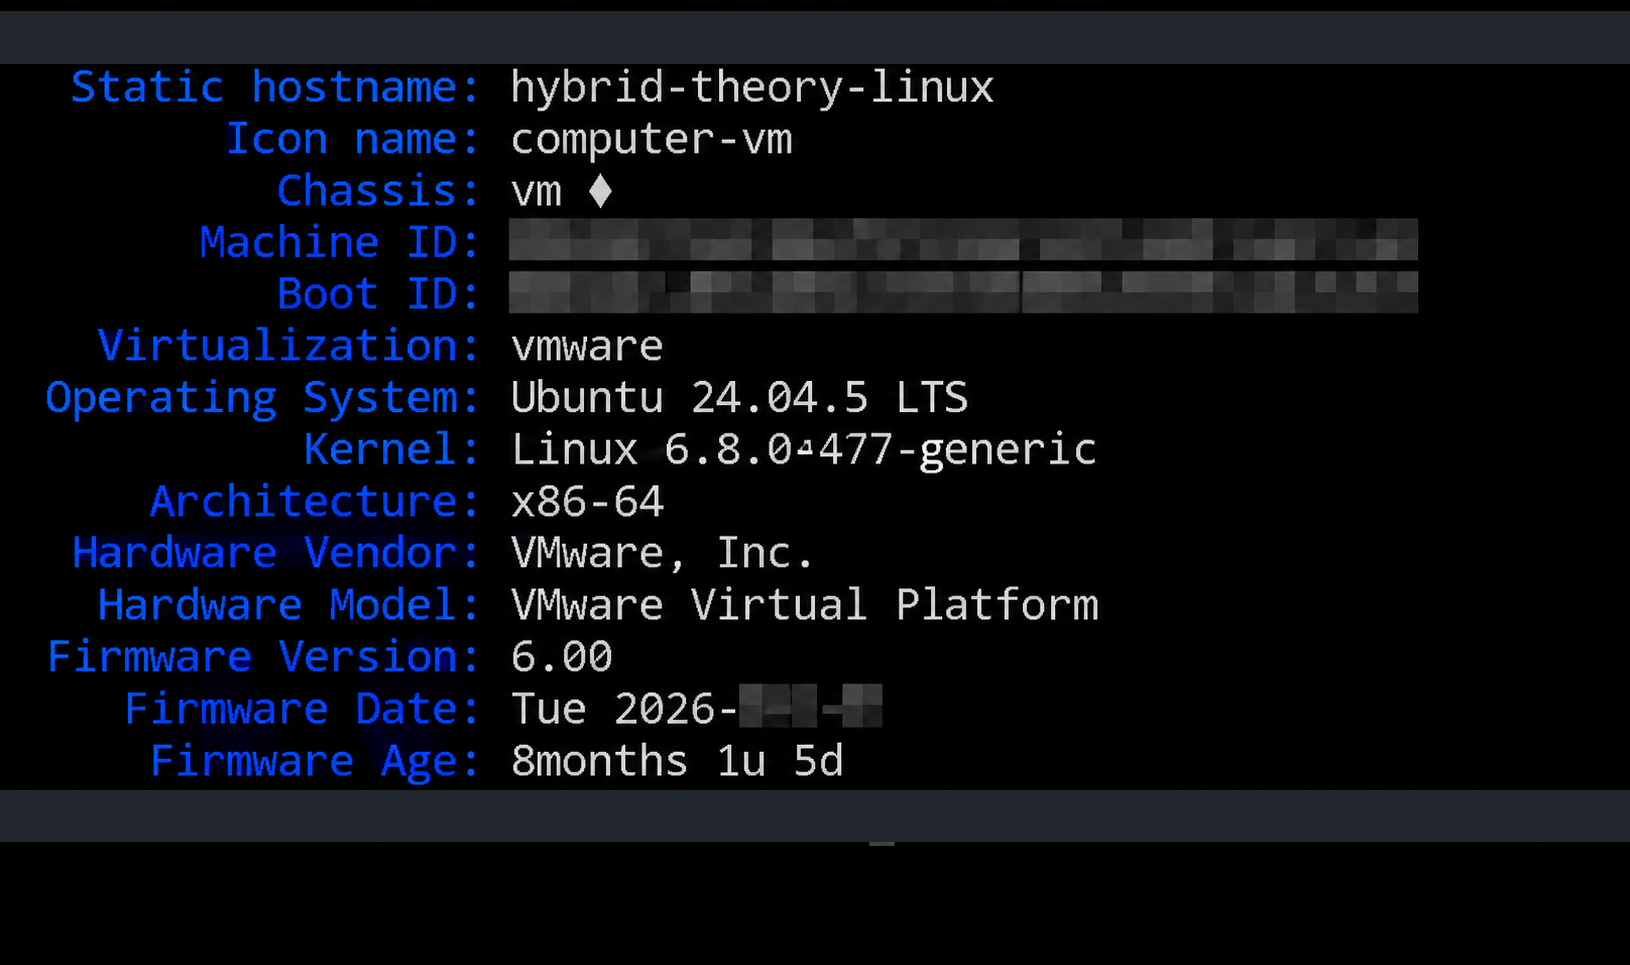 Static hostname: hybrid-theory-linux
Icon name: computer-vm
Chassis: vm ♦
Machine ID:
Boot ID:
Virtualization: vmware
Operating System: Ubuntu 24.04.5 LTS
Kernel: Linux 6.8.0-477-generic
Architecture: x86-64
Hardware Vendor: VMware, Inc.
Hardware Model: VMware Virtual Platform
Firmware Version: 6.00
Firmware Date: Tue 2026-
Firmware Age: 8months 1u 5d